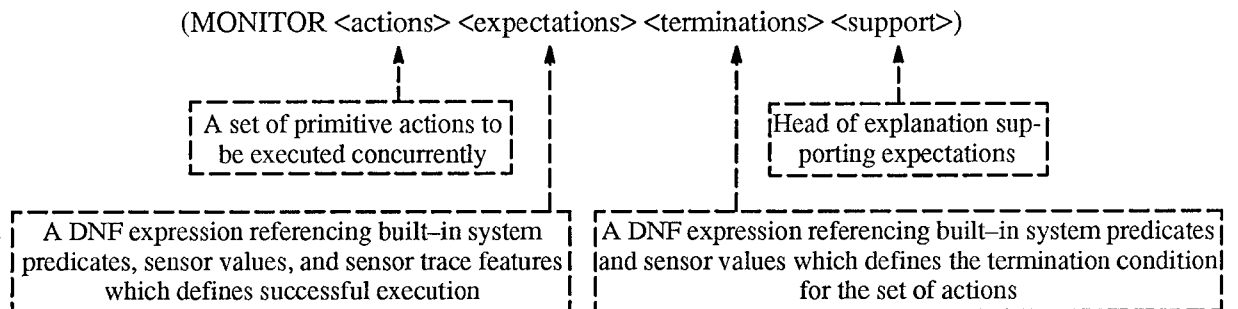 (MONITOR <actions> <expectations> <terminations> <support>)
A set of primitive actions to
be executed concurrently
Head of explanation sup-
porting expectations
A DNF expression referencing built–in system
predicates, sensor values, and sensor trace features
which defines successful execution
A DNF expression referencing built–in system predicates
and sensor values which defines the termination condition
for the set of actions